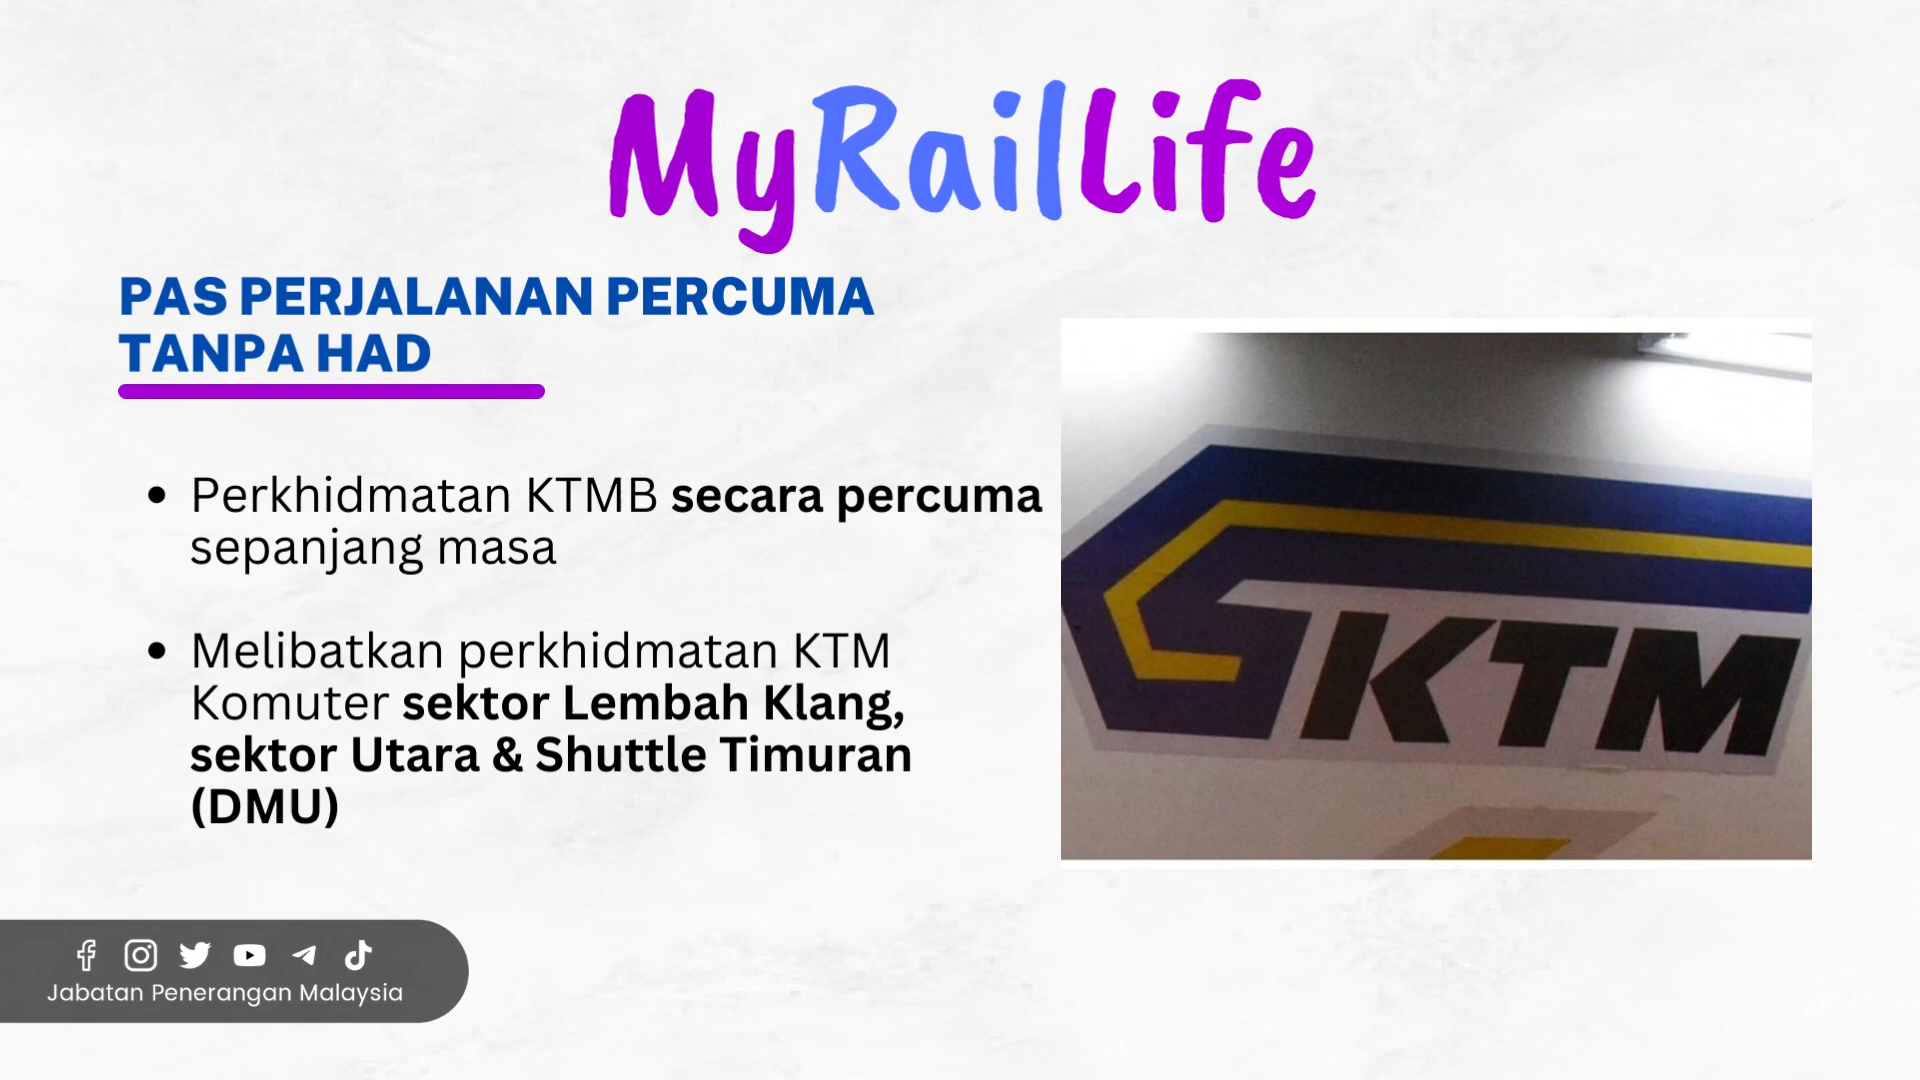 MyRailLife
PAS PERJALANAN PERCUMA
TANPA HAD
• Perkhidmatan KTMB secara percuma
sepanjang masa
• Melibatkan perkhidmatan KTM
Komuter sektor Lembah Klang,
sektor Utara & Shuttle Timuran
(DMU)
KTM
Jabatan Penerangan Malaysia